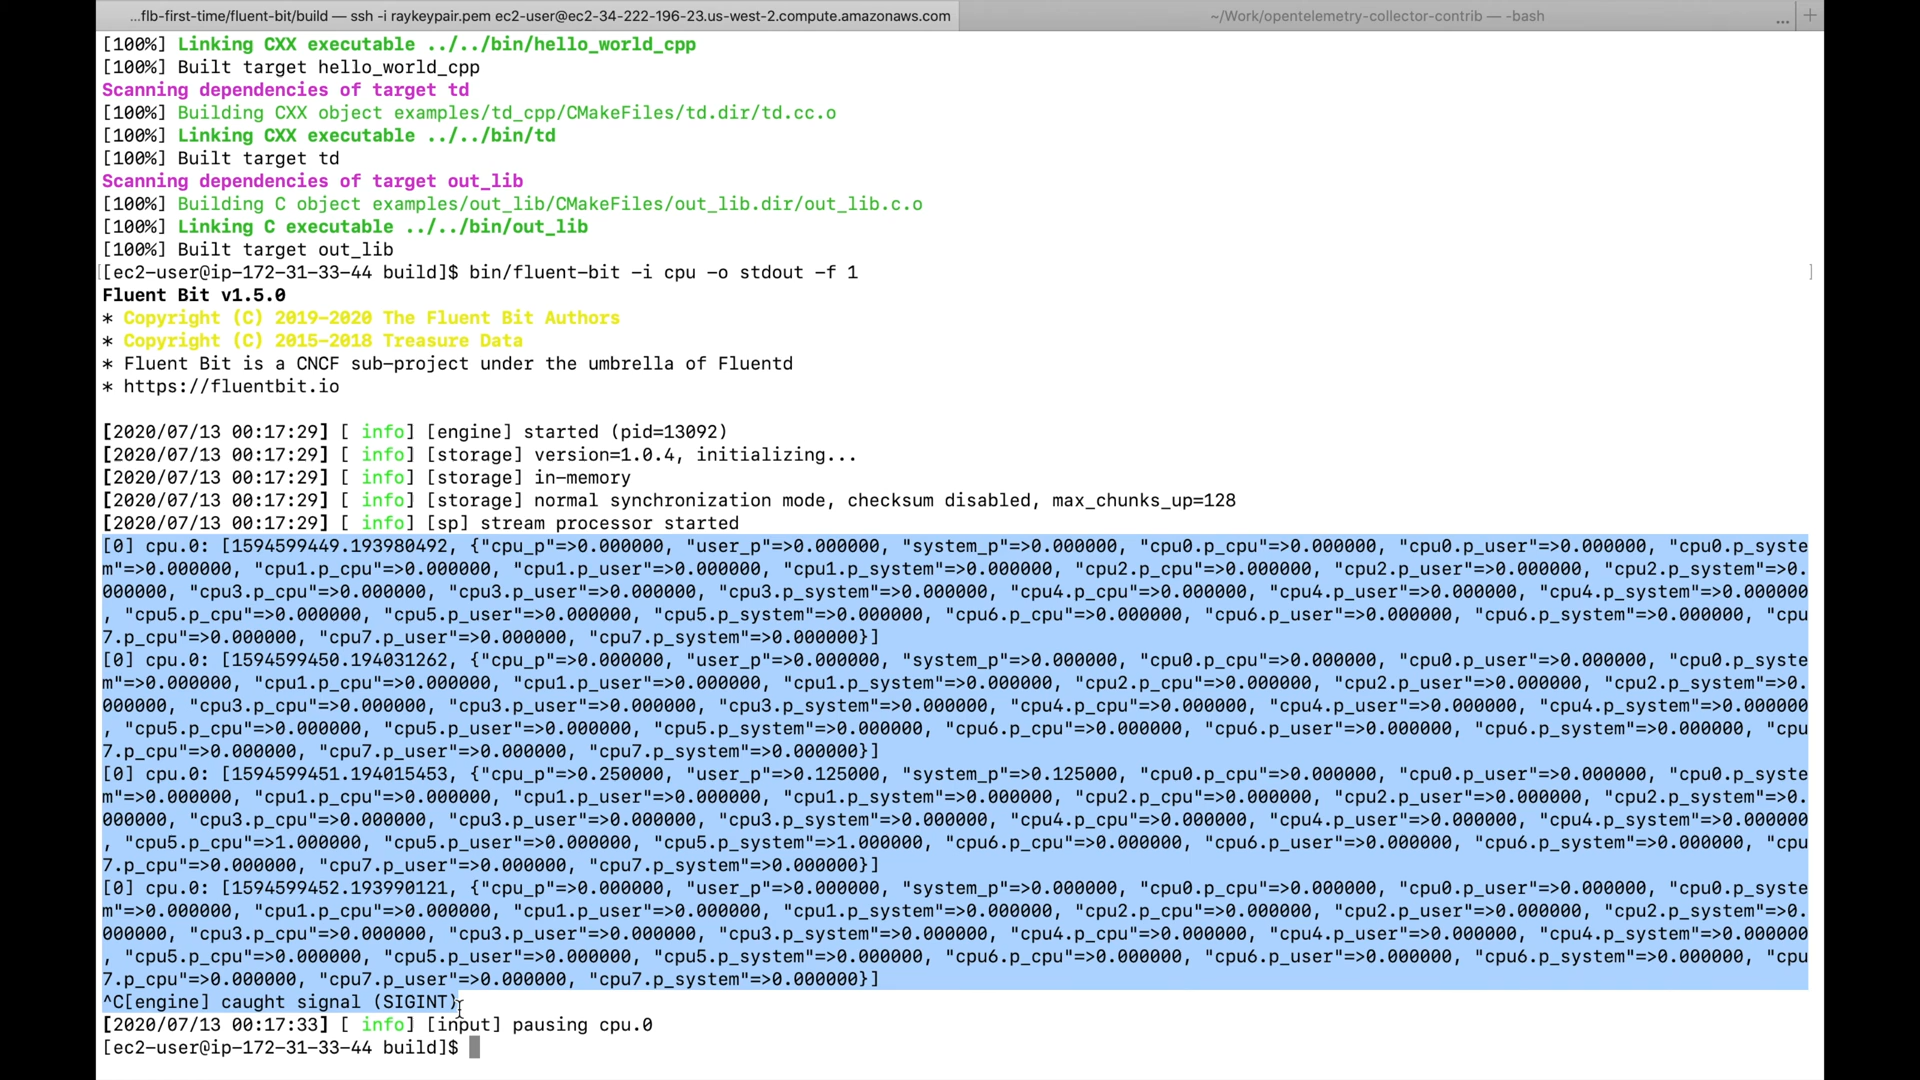 ...flb-first-time/fluent-bit/build — ssh -i raykeypair.pem ec2-user@ec2-34-222-196-23.us-west-2.compute.amazonaws.com
~/Work/opentelemetry-collector-contrib — -bash
... +
[100%] Linking CXX executable ../../bin/hello_world_cpp
[100%] Built target hello_world_cpp
Scanning dependencies of target td
[100%] Building CXX object examples/td_cpp/CMakeFiles/td.dir/td.cc.o
[100%] Linking CXX executable ../../bin/td
[100%] Built target td
Scanning dependencies of target out_lib
[100%] Building C object examples/out_lib/CMakeFiles/out_lib.dir/out_lib.c.o
[100%] Linking C executable ../../bin/out_lib
[100%] Built target out_lib
[ec2-user@ip-172-31-33-44 build]$ bin/fluent-bit -i cpu -o stdout -f 1
Fluent Bit v1.5.0
* Copyright (C) 2019-2020 The Fluent Bit Authors
* Copyright (C) 2015-2018 Treasure Data
* Fluent Bit is a CNCF sub-project under the umbrella of Fluentd
* https://fluentbit.io
[2020/07/13 00:17:29] [ info] [engine] started (pid=13092)
[2020/07/13 00:17:29] [ info] [storage] version=1.0.4, initializing...
[2020/07/13 00:17:29] [ info] [storage] in-memory
[2020/07/13 00:17:29] [ info] [storage] normal synchronization mode, checksum disabled, max_chunks_up=128
[2020/07/13 00:17:29] [ info] [sp] stream processor started
[0] cpu.0: [1594599449.193980492, {"cpu_p"=>0.000000, "user_p"=>0.000000, "system_p"=>0.000000, "cpu0.p_cpu"=>0.000000, "cpu0.p_user"=>0.000000, "cpu0.p_syste
m"=>0.000000, "cpu1.p_cpu"=>0.000000, "cpu1.p_user"=>0.000000, "cpu1.p_system"=>0.000000, "cpu2.p_cpu"=>0.000000, "cpu2.p_user"=>0.000000, "cpu2.p_system"=>0.
000000, "cpu3.p_cpu"=>0.000000, "cpu3.p_user"=>0.000000, "cpu3.p_system"=>0.000000, "cpu4.p_cpu"=>0.000000, "cpu4.p_user"=>0.000000, "cpu4.p_system"=>0.000000
, "cpu5.p_cpu"=>0.000000, "cpu5.p_user"=>0.000000, "cpu5.p_system"=>0.000000, "cpu6.p_cpu"=>0.000000, "cpu6.p_user"=>0.000000, "cpu6.p_system"=>0.000000, "cpu
7.p_cpu"=>0.000000, "cpu7.p_user"=>0.000000, "cpu7.p_system"=>0.000000}]
[0] cpu.0: [1594599450.194031262, {"cpu_p"=>0.000000, "user_p"=>0.000000, "system_p"=>0.000000, "cpu0.p_cpu"=>0.000000, "cpu0.p_user"=>0.000000, "cpu0.p_syste
m"=>0.000000, "cpu1.p_cpu"=>0.000000, "cpu1.p_user"=>0.000000, "cpu1.p_system"=>0.000000, "cpu2.p_cpu"=>0.000000, "cpu2.p_user"=>0.000000, "cpu2.p_system"=>0.
000000, "cpu3.p_cpu"=>0.000000, "cpu3.p_user"=>0.000000, "cpu3.p_system"=>0.000000, "cpu4.p_cpu"=>0.000000, "cpu4.p_user"=>0.000000, "cpu4.p_system"=>0.000000
, "cpu5.p_cpu"=>0.000000, "cpu5.p_user"=>0.000000, "cpu5.p_system"=>0.000000, "cpu6.p_cpu"=>0.000000, "cpu6.p_user"=>0.000000, "cpu6.p_system"=>0.000000, "cpu
7.p_cpu"=>0.000000, "cpu7.p_user"=>0.000000, "cpu7.p_system"=>0.000000}]
[0] cpu.0: [1594599451.194015453, {"cpu_p"=>0.250000, "user_p"=>0.125000, "system_p"=>0.125000, "cpu0.p_cpu"=>0.000000, "cpu0.p_user"=>0.000000, "cpu0.p_syste
m"=>0.000000, "cpu1.p_cpu"=>0.000000, "cpu1.p_user"=>0.000000, "cpu1.p_system"=>0.000000, "cpu2.p_cpu"=>0.000000, "cpu2.p_user"=>0.000000, "cpu2.p_system"=>0.
000000, "cpu3.p_cpu"=>0.000000, "cpu3.p_user"=>0.000000, "cpu3.p_system"=>0.000000, "cpu4.p_cpu"=>0.000000, "cpu4.p_user"=>0.000000, "cpu4.p_system"=>0.000000
, "cpu5.p_cpu"=>1.000000, "cpu5.p_user"=>0.000000, "cpu5.p_system"=>1.000000, "cpu6.p_cpu"=>0.000000, "cpu6.p_user"=>0.000000, "cpu6.p_system"=>0.000000, "cpu
7.p_cpu"=>0.000000, "cpu7.p_user"=>0.000000, "cpu7.p_system"=>0.000000}]
[0] cpu.0: [1594599452.193990121, {"cpu_p"=>0.000000, "user_p"=>0.000000, "system_p"=>0.000000, "cpu0.p_cpu"=>0.000000, "cpu0.p_user"=>0.000000, "cpu0.p_syste
m"=>0.000000, "cpu1.p_cpu"=>0.000000, "cpu1.p_user"=>0.000000, "cpu1.p_system"=>0.000000, "cpu2.p_cpu"=>0.000000, "cpu2.p_user"=>0.000000, "cpu2.p_system"=>0.
000000, "cpu3.p_cpu"=>0.000000, "cpu3.p_user"=>0.000000, "cpu3.p_system"=>0.000000, "cpu4.p_cpu"=>0.000000, "cpu4.p_user"=>0.000000, "cpu4.p_system"=>0.000000
, "cpu5.p_cpu"=>0.000000, "cpu5.p_user"=>0.000000, "cpu5.p_system"=>0.000000, "cpu6.p_cpu"=>0.000000, "cpu6.p_user"=>0.000000, "cpu6.p_system"=>0.000000, "cpu
7.p_cpu"=>0.000000, "cpu7.p_user"=>0.000000, "cpu7.p_system"=>0.000000}]
^C[engine] caught signal (SIGINT)
[2020/07/13 00:17:33] [ info] [input] pausing cpu.0
[ec2-user@ip-172-31-33-44 build]$